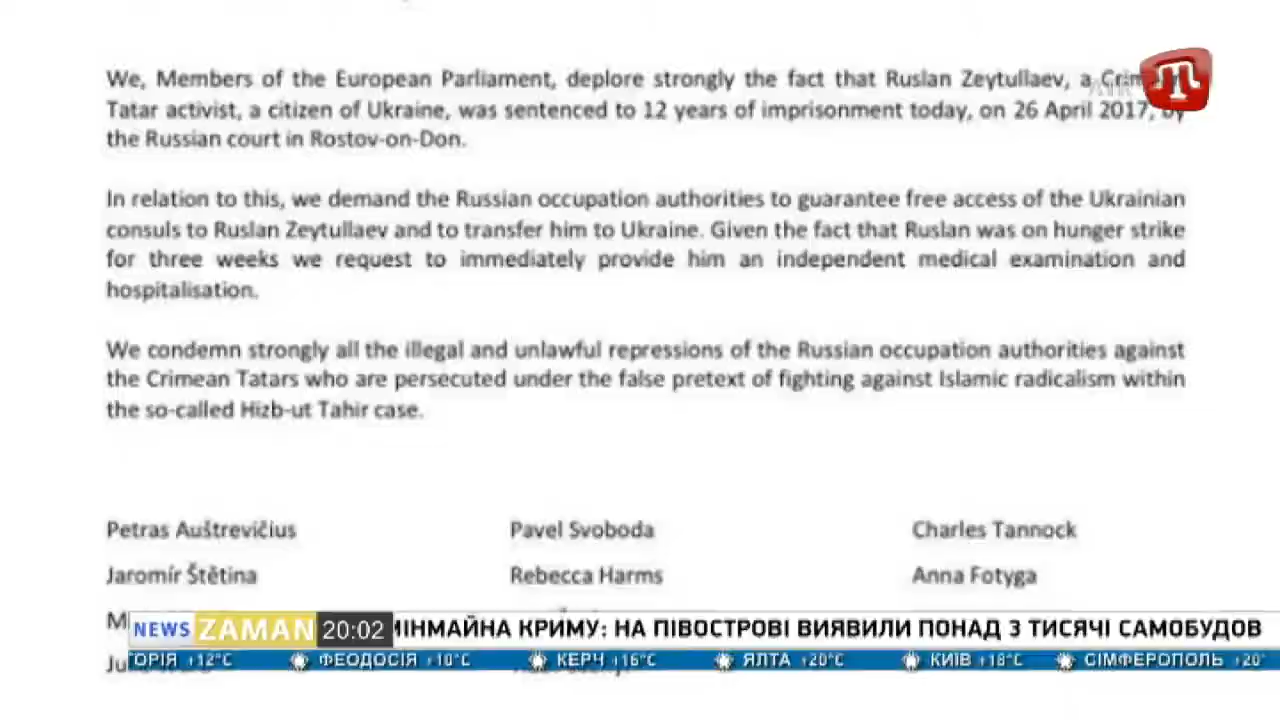 We, Members of the European Parliament, deplore strongly the fact that Ruslan Zeytullaev, a
Tatar activist, a citizen of Ukraine, was sentenced to 12 years of imprisonment today, on 26 April 2017, by
the Russian court in Rostov-on-Don.
In relation to this, we demand the Russian occupation authorities to guarantee free access of the Ukrainian
consuls to Ruslan Zeytullaev and to transfer him to Ukraine. Given the fact that Ruslan was on hunger strike
for three weeks we request to immediately provide him an independent medical examination and
hospitalisation.
We condemn strongly all the illegal and unlawful repressions of the Russian occupation authorities against
the Crimean Tatars who are persecuted under the false pretext of fighting against Islamic radicalism within
the so-called Hizb-ut Tahir case.
Petras Auštrevičius Pavel Svoboda Charles Tannock
Jaromír Štětina Rebecca Harms Anna Fotyga
NEWS ZAMAN 20:02 МІНМАЙНА КРИМУ: НА ПІВОСТРОВІ ВИЯВИЛИ ПОНАД 3 ТИСЯЧІ САМОБУДОВ
ОРІЯ +12°C ФЕОДОСІЯ +10°C КЕРЧ +16°C ЯЛТА +20°C КИЇВ +18°C СІМФЕРОПОЛЬ +20°